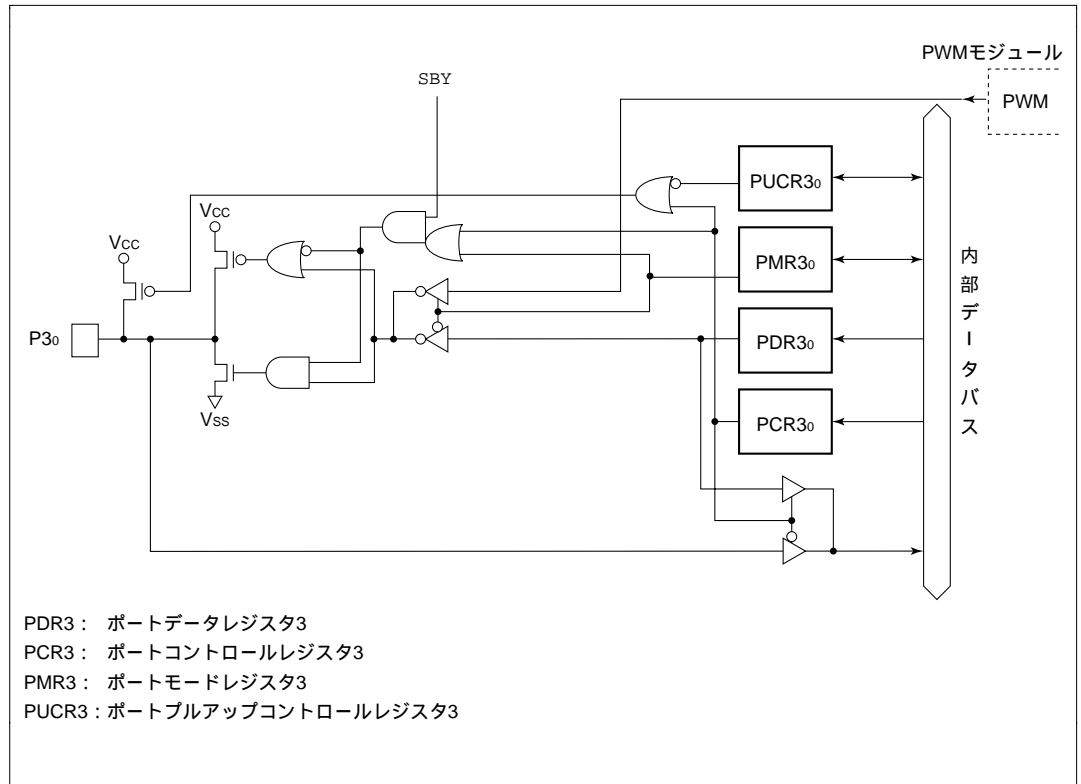 PWMモジュール
PWM
SBY
PUCR3₀
VCC
VCC
PMR3₀
内部データバス
P3₀
PDR3₀
VSS
PCR3₀
PDR3： ポートデータレジスタ3
PCR3： ポートコントロールレジスタ3
PMR3： ポートモードレジスタ3
PUCR3：ポートプルアップコントロールレジスタ3